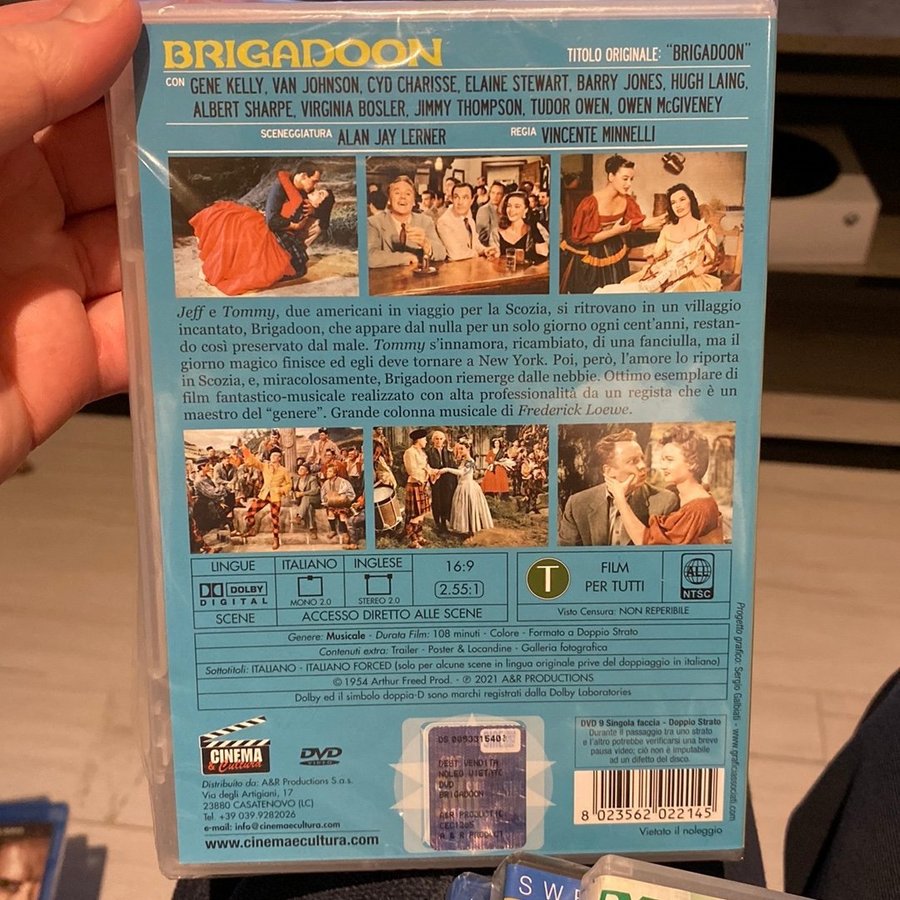 BRIGADOON
TITOLO ORIGINALE: "BRIGADOON"
CON GENE KELLY, VAN JOHNSON, CYD CHARISSE, ELAINE STEWART, BARRY JONES, HUGH LAING,
ALBERT SHARPE, VIRGINIA BOSLER, JIMMY THOMPSON, TUDOR OWEN, OWEN McGIVENEY
SCENEGGIATURA ALAN JAY LERNER REGIA VINCENTE MINNELLI
Jeff e Tommy, due americani in viaggio per la Scozia, si ritrovano in un villaggio
incantato, Brigadoon, che appare dal nulla per un solo giorno ogni cent'anni, restan-
do così preservato dal male. Tommy s'innamora, ricambiato, di una fanciulla, ma il
giorno magico finisce ed egli deve tornare a New York. Poi, però, l'amore lo riporta
in Scozia, e, miracolosamente, Brigadoon riemerge dalle nebbie. Ottimo esemplare di
film fantastico-musicale realizzato con alta professionalità da un regista che è un
maestro del "genere". Grande colonna musicale di Frederick Loewe.
LINGUE ITALIANO INGLESE 16:9
DOLBY
DIGITAL
MONO 2.0 STEREO 2.0
2.55:1
SCENE ACCESSO DIRETTO ALLE SCENE
T
FILM
PER TUTTI
ALL
NTSC
Visto Censura: NON REPERIBILE
Genere: Musicale - Durata Film: 108 minuti - Colore - Formato a Doppio Strato
Contenuti extra: Trailer - Poster & Locandine - Galleria fotografica
Sottotitoli: ITALIANO - ITALIANO FORCED (solo per alcune scene in lingua originale prive del doppiaggio in italiano)
© 1954 Arthur Freed Prod. - ℗ 2021 A&R PRODUCTIONS
Dolby ed il simbolo doppia-D sono marchi registrati dalla Dolby Laboratories
Progetto grafico: Sergio Galbiati - www.graficiassociati.com
CINEMA
& Cultura
DVD
VIDEO
Distribuito da: A&R Productions S.a.s.
Via degli Artigiani, 17
23880 CASATENOVO (LC)
Tel. +39 039.9282026
e-mail: info@cinemaecultura.com
www.cinemaecultura.com
DVD
BRIGADOON
DVD 9 Singola faccia - Doppio Strato
Durante il passaggio tra uno strato
e l'altro potrebbe verificarsi una breve
pausa video; ciò non è imputabile
ad un difetto del disco.
8 023562 022145
Vietato il noleggio